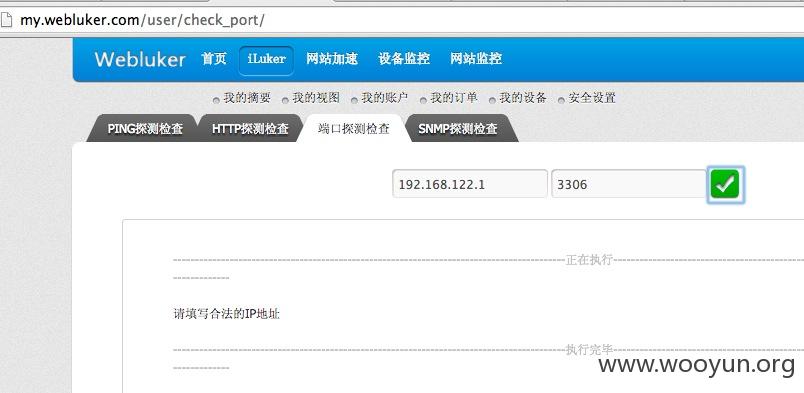 my.webluker.com/user/check_port/
Webluker 首页 iLuker 网站加速 设备监控 网站监控
我的摘要 我的视图 我的账户 我的订单 我的设备 安全设置
PING探测检查 HTTP探测检查 端口探测检查 SNMP探测检查
192.168.122.1 3306
正在执行
请填写合法的IP地址
执行完毕
www.wooyun.org